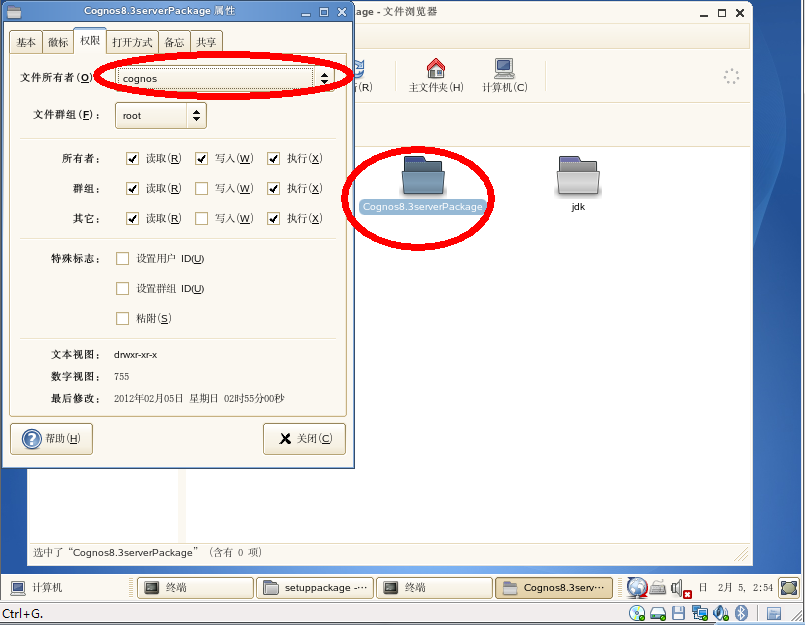 Cognos8.3serverPackage 属性
基本 徽标 权限 打开方式 备忘 共享
文件所有者(O)
cognos
文件群组(F)：
root
所有者： 读取(R) 写入(W) 执行(X)
群组： 读取(R) 写入(W) 执行(X)
其它： 读取(R) 写入(W) 执行(X)
特殊标志： 设置用户 ID(U)
设置群组 ID(U)
粘附(S)
文本视图： drwxr-xr-x
数字视图： 755
最后修改： 2012年02月05日 星期日 02时55分00秒
帮助(H)
关闭(C)
age - 文件浏览器
(R)
主文件夹(H)
计算机(C)
Cognos8.3serverPackage
jdk
选中了“Cognos8.3serverPackage” （含有 0 项）
计算机
终端
setuppackage -···
终端
Cognos8.3serv···
日 2月 5, 2:54
Ctrl+G.